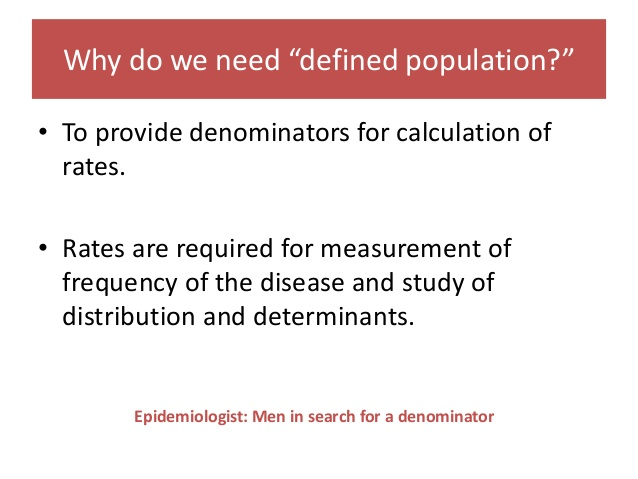 Why do we need “defined population?”
• To provide denominators for calculation of
rates.
• Rates are required for measurement of
frequency of the disease and study of
distribution and determinants.
Epidemiologist: Men in search for a denominator